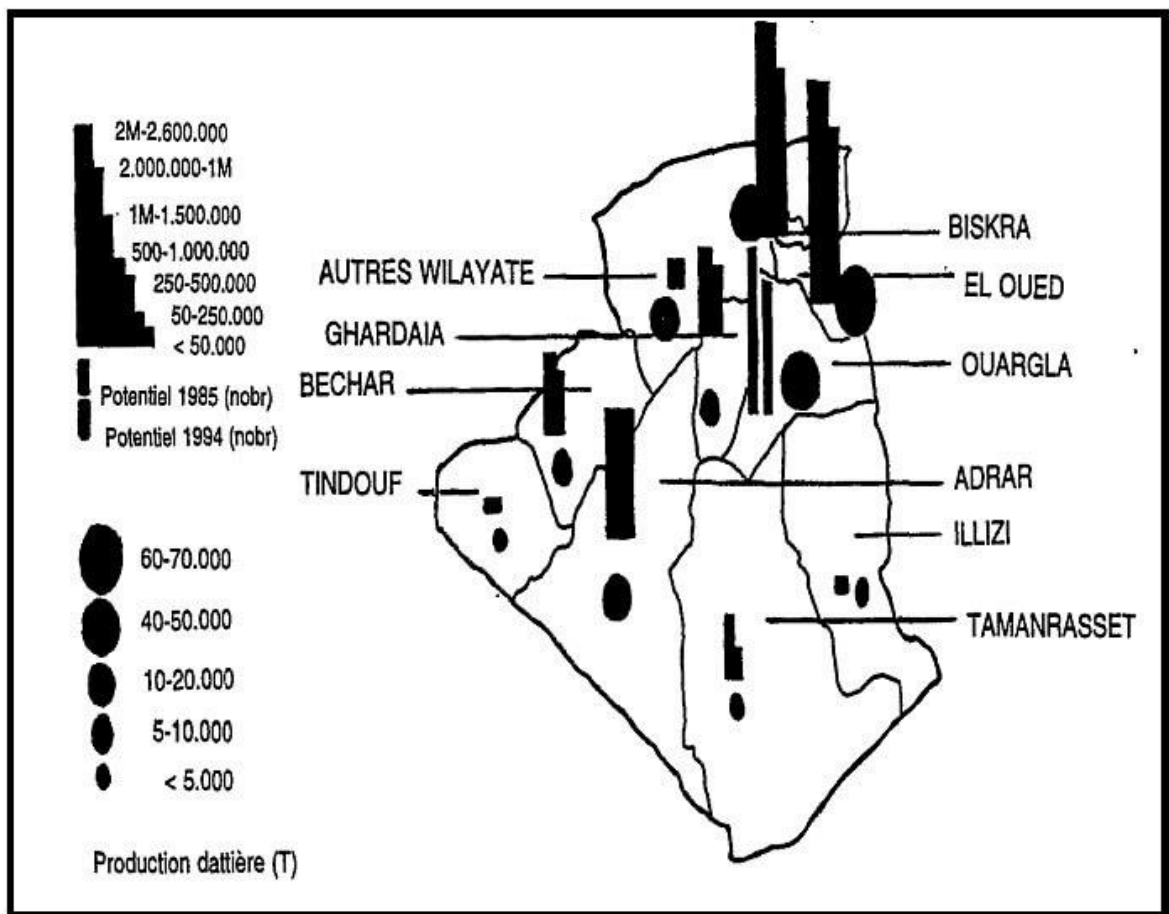 2M-2.600.000
2.000.000-1M
1M-1.500.000
500-1.000.000
250-500.000
50-250.000
< 50.000
Potentiel 1985 (nobr)
Potentiel 1994 (nobr)
60-70.000
40-50.000
10-20.000
5-10.000
< 5.000
Production dattière (T)
AUTRES WILAYATE
GHARDAIA
BECHAR
TINDOUF
BISKRA
EL OUED
OUARGLA
ADRAR
ILLIZI
TAMANRASSET